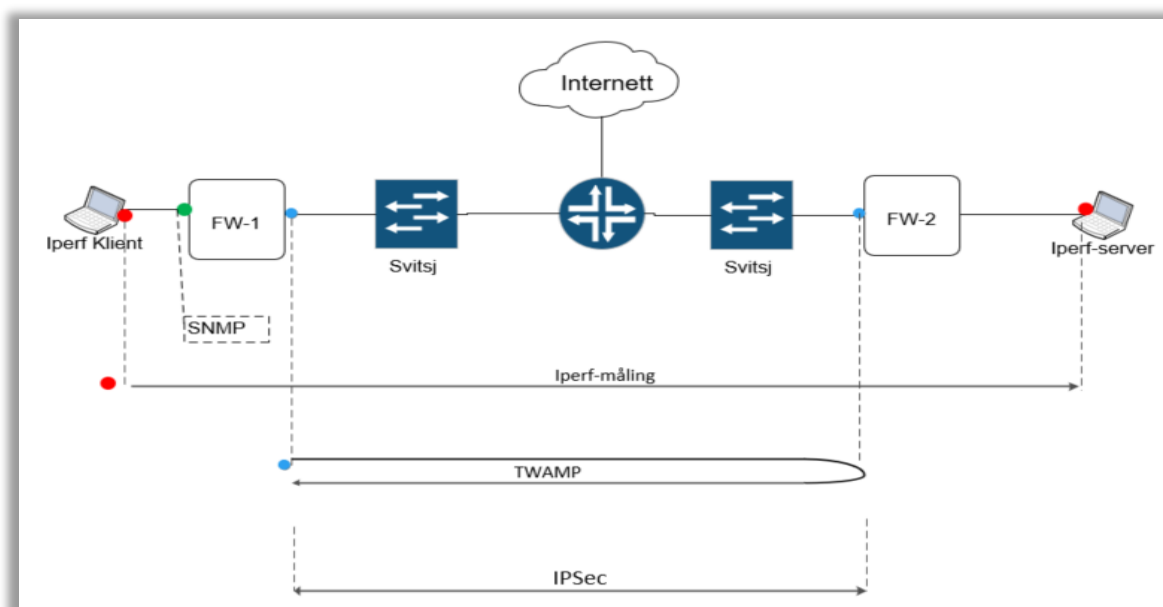 Internett
FW-1
FW-2
Iperf Klient
Svitsj
Svitsj
Iperf-server
SNMP
Iperf-måling
TWAMP
IPSec